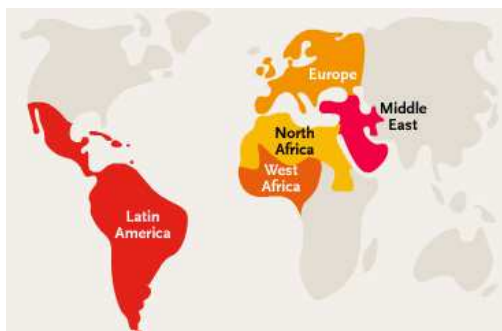 Europe
Middle
East
North
Africa
West
Africa
Latin
America